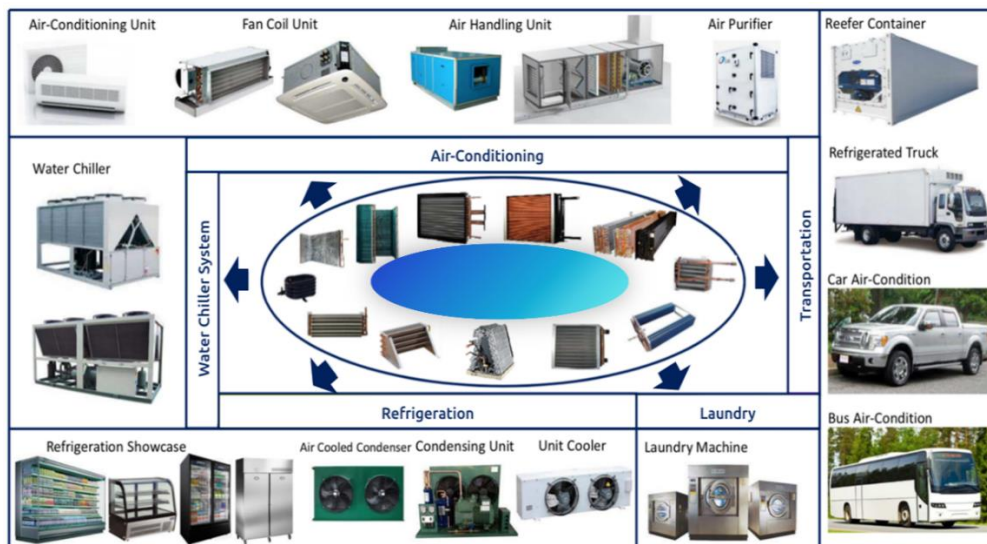 Air-Conditioning Unit
Fan Coil Unit
Air Handling Unit
Air Purifier
Reefer Container
Air-Conditioning
Water Chiller
Water Chiller System
Transportation
Refrigerated Truck
Car Air-Condition
Bus Air-Condition
Refrigeration
Laundry
Refrigeration Showcase
Air Cooled Condenser
Condensing Unit
Unit Cooler
Laundry Machine